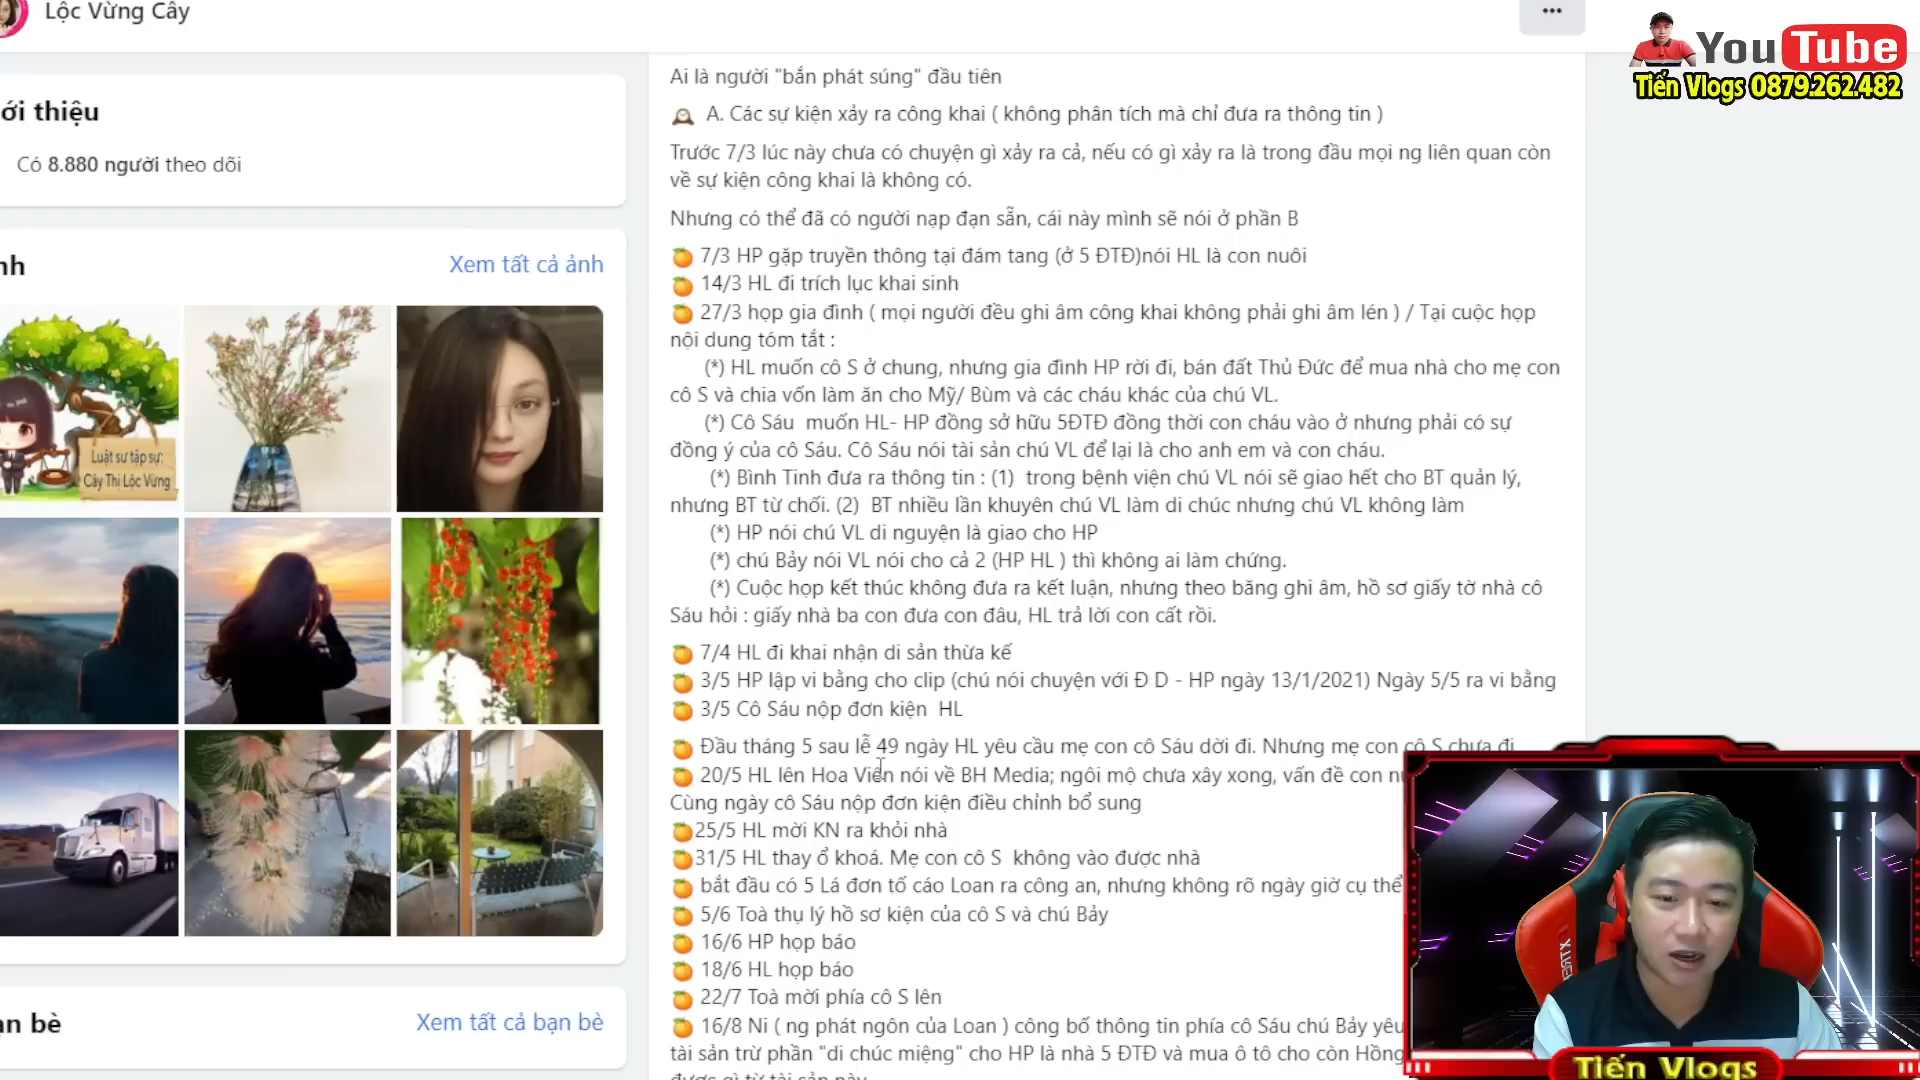 Lộc Vừng Cây
•••
You Tube
Tiến Vlogs 0879.262.482
ới thiệu
Có 8.880 người theo dõi
nh
Xem tất cả ảnh
Luật sư tập sự:
Cây Thị Lộc Vừng
ạn bè
Xem tất cả bạn bè
Ai là người "bắn phát súng" đầu tiên
A. Các sự kiện xảy ra công khai ( không phân tích mà chỉ đưa ra thông tin )
Trước 7/3 lúc này chưa có chuyện gì xảy ra cả, nếu có gì xảy ra là trong đầu mọi ng liên quan còn
về sự kiện công khai là không có.
Nhưng có thể đã có người nạp đạn sẵn, cái này mình sẽ nói ở phần B
7/3 HP gặp truyền thông tại đám tang (ở 5 ĐTĐ)nói HL là con nuôi
14/3 HL đi trích lục khai sinh
27/3 họp gia đình ( mọi người đều ghi âm công khai không phải ghi âm lén ) / Tại cuộc họp
nội dung tóm tắt :
(*) HL muốn cô S ở chung, nhưng gia đình HP rời đi, bán đất Thủ Đức để mua nhà cho mẹ con
cô S và chia vốn làm ăn cho Mỹ/ Bùm và các cháu khác của chú VL.
(*) Cô Sáu muốn HL- HP đồng sở hữu 5ĐTĐ đồng thời con cháu vào ở nhưng phải có sự
đồng ý của cô Sáu. Cô Sáu nói tài sản chú VL để lại là cho anh em và con cháu.
(*) Bình Tinh đưa ra thông tin : (1) trong bệnh viện chú VL nói sẽ giao hết cho BT quản lý,
nhưng BT từ chối. (2) BT nhiều lần khuyên chú VL làm di chúc nhưng chú VL không làm
(*) HP nói chú VL di nguyện là giao cho HP
(*) chú Bảy nói VL nói cho cả 2 (HP HL ) thì không ai làm chứng.
(*) Cuộc họp kết thúc không đưa ra kết luận, nhưng theo băng ghi âm, hồ sơ giấy tờ nhà cô
Sáu hỏi : giấy nhà ba con đưa con đâu, HL trả lời con cất rồi.
7/4 HL đi khai nhận di sản thừa kế
3/5 HP lập vi bằng cho clip (chú nói chuyện với Đ D - HP ngày 13/1/2021) Ngày 5/5 ra vi bằng
3/5 Cô Sáu nộp đơn kiện HL
Đầu tháng 5 sau lễ 49 ngày HL yêu cầu mẹ con cô Sáu dời đi. Nhưng mẹ con cô S chưa đi
20/5 HL lên Hoa Viên nói về BH Media; ngôi mộ chưa xây xong, vấn đề con
Cùng ngày cô Sáu nộp đơn kiện điều chỉnh bổ sung
25/5 HL mời KN ra khỏi nhà
31/5 HL thay ổ khoá. Mẹ con cô S không vào được nhà
bắt đầu có 5 Lá đơn tố cáo Loan ra công an, nhưng không rõ ngày giờ cụ thể
5/6 Toà thụ lý hồ sơ kiện của cô S và chú Bảy
16/6 HP họp báo
18/6 HL họp báo
22/7 Toà mời phía cô S lên
16/8 Ni ( ng phát ngôn của Loan ) công bố thông tin phía cô Sáu chú Bảy yêu
tài sản trừ phần "di chúc miệng" cho HP là nhà 5 ĐTĐ và mua ô tô cho còn Hồng
được gì từ tài sản này
Tiến Vlogs